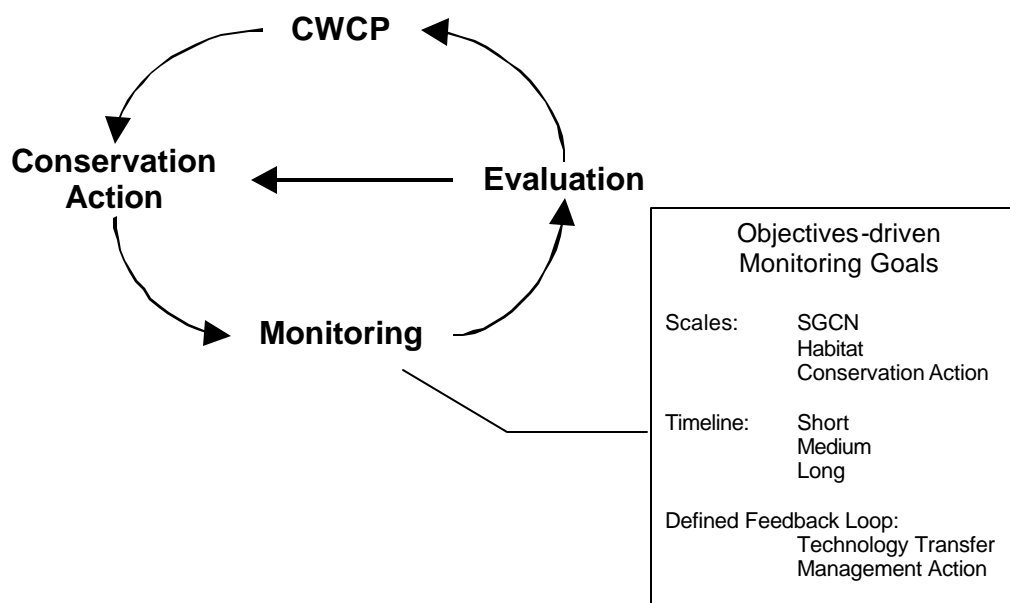 CWCP
Conservation
Action
Evaluation
Monitoring
Objectives-driven
Monitoring Goals
Scales: SGCN
Habitat
Conservation Action
Timeline: Short
Medium
Long
Defined Feedback Loop:
Technology Transfer
Management Action